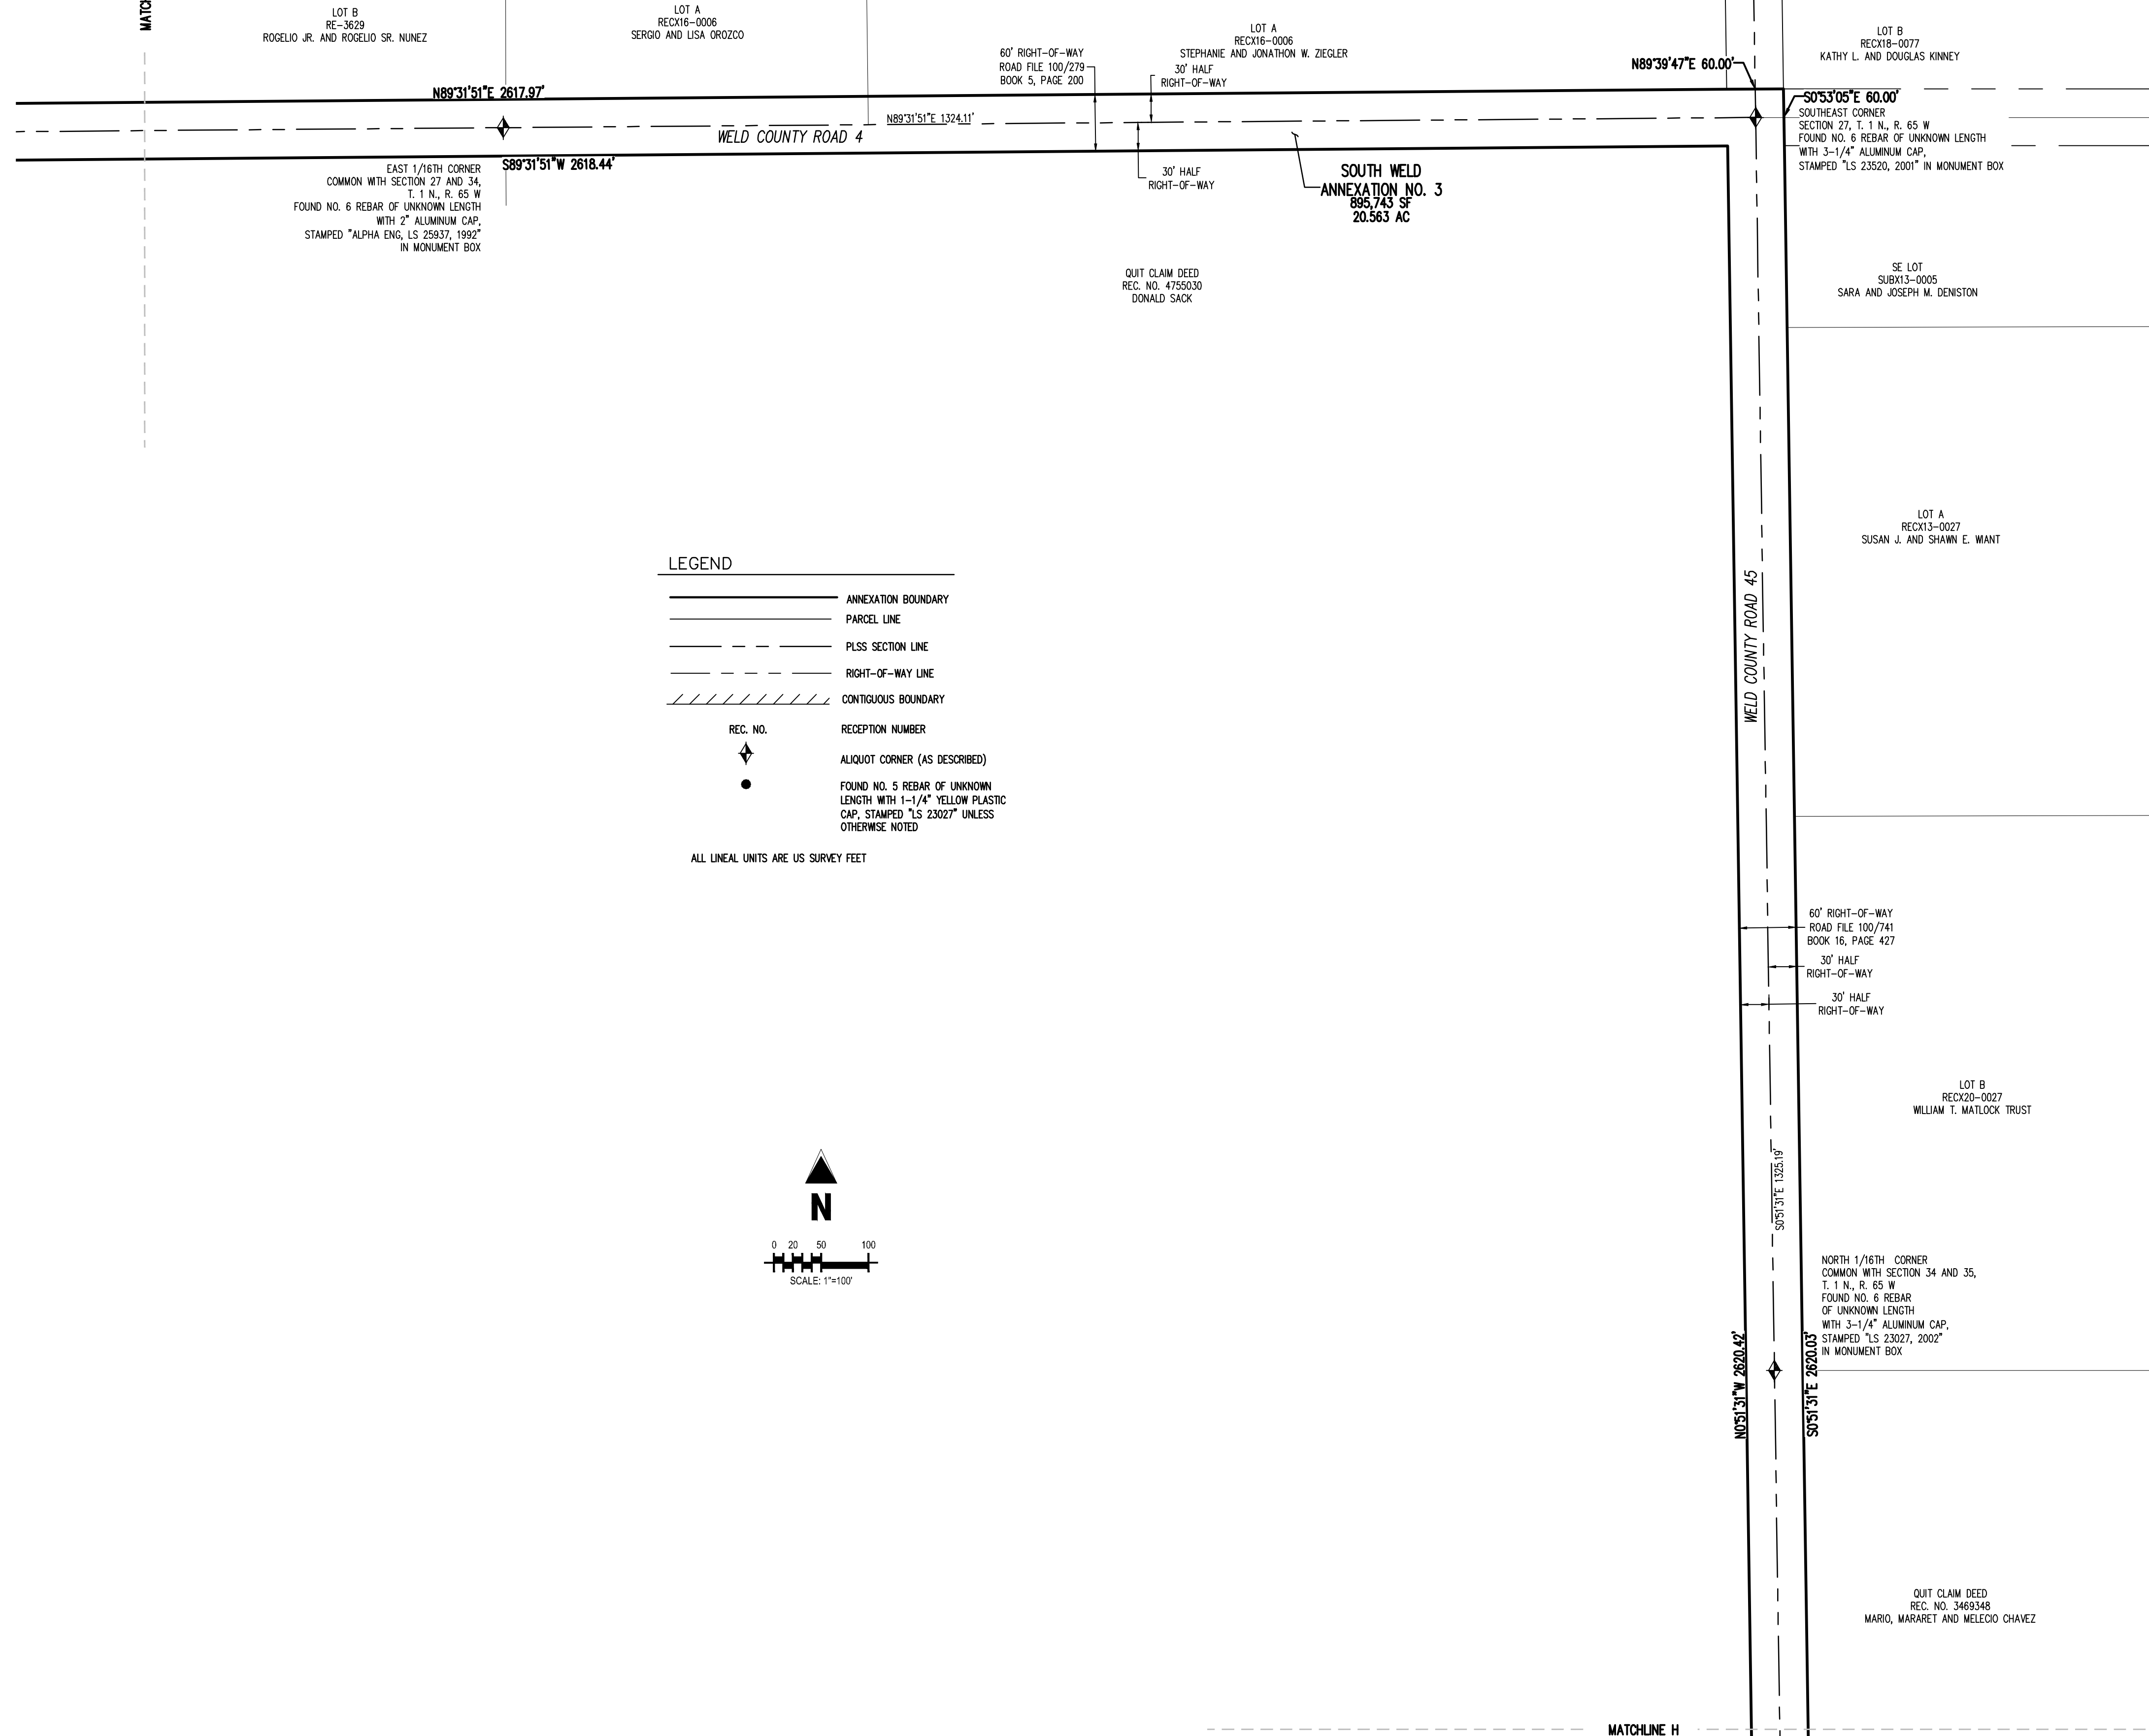 MATCH
LOT B
RE-3629
ROGELIO JR. AND ROGELIO SR. NUNEZ
LOT A
RECX16-0006
SERGIO AND LISA OROZCO
LOT A
RECX16-0006
STEPHANIE AND JONATHON W. ZIEGLER
60' RIGHT-OF-WAY
ROAD FILE 100/279
BOOK 5, PAGE 200
30' HALF
RIGHT-OF-WAY
N89°39'47"E 60.00'
LOT B
RECX18-0077
KATHY L. AND DOUGLAS KINNEY
N89°31'51"E 2617.97'
N89°31'51"E 1324.11'
WELD COUNTY ROAD 4
S0°53'05"E 60.00'
SOUTHEAST CORNER
SECTION 27, T. 1 N., R. 65 W
FOUND NO. 6 REBAR OF UNKNOWN LENGTH
WITH 3-1/4" ALUMINUM CAP,
STAMPED "LS 23520, 2001" IN MONUMENT BOX
S89°31'51"W 2618.44'
EAST 1/16TH CORNER
COMMON WITH SECTION 27 AND 34,
T. 1 N., R. 65 W
FOUND NO. 6 REBAR OF UNKNOWN LENGTH
WITH 2" ALUMINUM CAP,
STAMPED "ALPHA ENG, LS 25937, 1992"
IN MONUMENT BOX
30' HALF
RIGHT-OF-WAY
SOUTH WELD
ANNEXATION NO. 3
895,743 SF
20.563 AC
QUIT CLAIM DEED
REC. NO. 4755030
DONALD SACK
SE LOT
SUBX13-0005
SARA AND JOSEPH M. DENISTON
LOT A
RECX13-0027
SUSAN J. AND SHAWN E. WIANT
WELD COUNTY ROAD 45
LEGEND
ANNEXATION BOUNDARY
PARCEL LINE
PLSS SECTION LINE
RIGHT-OF-WAY LINE
CONTIGUOUS BOUNDARY
REC. NO. RECEPTION NUMBER
ALIQUOT CORNER (AS DESCRIBED)
FOUND NO. 5 REBAR OF UNKNOWN
LENGTH WITH 1-1/4" YELLOW PLASTIC
CAP, STAMPED "LS 23027" UNLESS
OTHERWISE NOTED
ALL LINEAL UNITS ARE US SURVEY FEET
60' RIGHT-OF-WAY
ROAD FILE 100/741
BOOK 16, PAGE 427
30' HALF
RIGHT-OF-WAY
30' HALF
RIGHT-OF-WAY
LOT B
RECX20-0027
WILLIAM T. MATLOCK TRUST
S0°51'31"E 1325.19'
N
0 20 50 100
SCALE: 1"=100'
NORTH 1/16TH CORNER
COMMON WITH SECTION 34 AND 35,
T. 1 N., R. 65 W
FOUND NO. 6 REBAR
OF UNKNOWN LENGTH
WITH 3-1/4" ALUMINUM CAP,
STAMPED "LS 23027, 2002"
IN MONUMENT BOX
N0°51'31"W 2620.42'
S0°51'31"E 2620.03'
QUIT CLAIM DEED
REC. NO. 3469348
MARIO, MARARET AND MELECIO CHAVEZ
MATCHLINE H